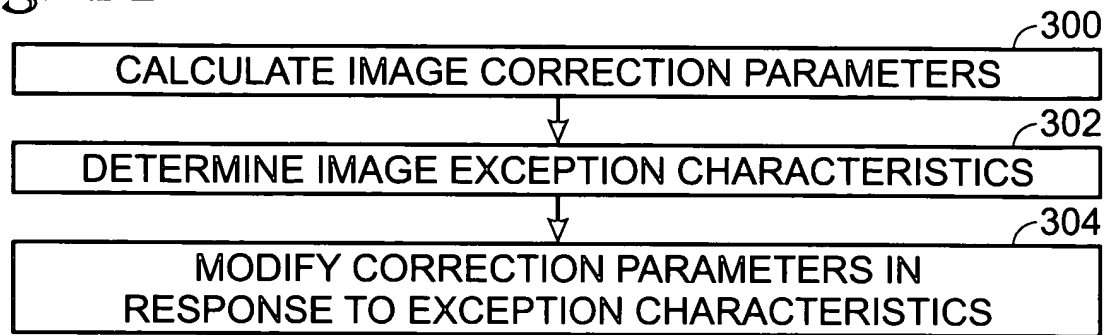 300
CALCULATE IMAGE CORRECTION PARAMETERS
302
DETERMINE IMAGE EXCEPTION CHARACTERISTICS
304
MODIFY CORRECTION PARAMETERS IN
RESPONSE TO EXCEPTION CHARACTERISTICS